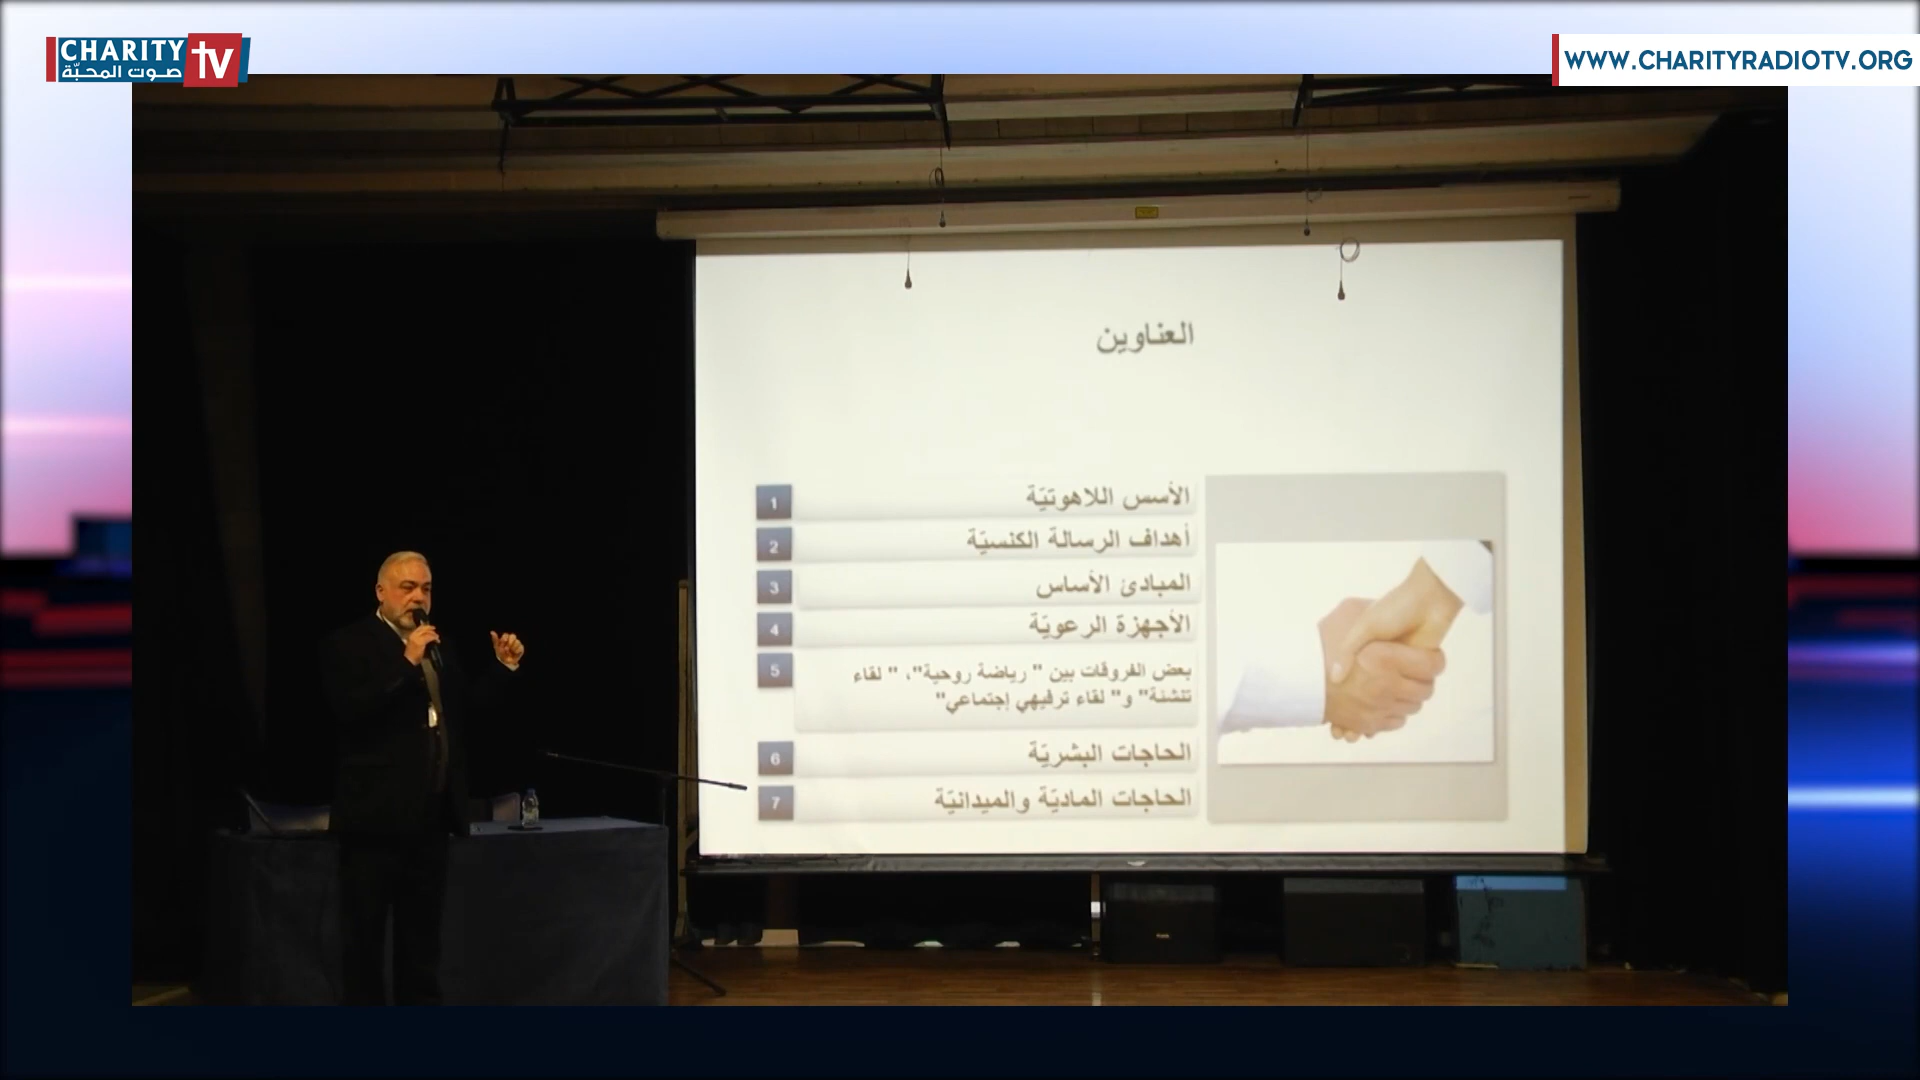 CHARITY tv
صوت المحبّة
WWW.CHARITYRADIOTV.ORG
العناوين
1 الأسس اللاهوتيّة
2 أهداف الرسالة الكنسيّة
3 المبادئ الأساس
4 الأجهزة الرعويّة
5 بعض الفروقات بين " رياضة روحية"، " لقاء
تنشئة" و" لقاء ترفيهي إجتماعي"
6 الحاجات البشريّة
7 الحاجات الماديّة والميدانيّة